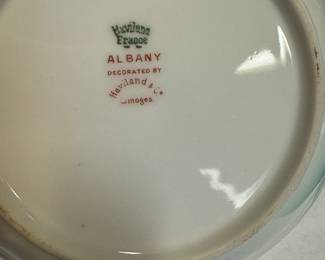 Haviland
France
ALBANY
DECORATED BY
Haviland & Co
Limoges